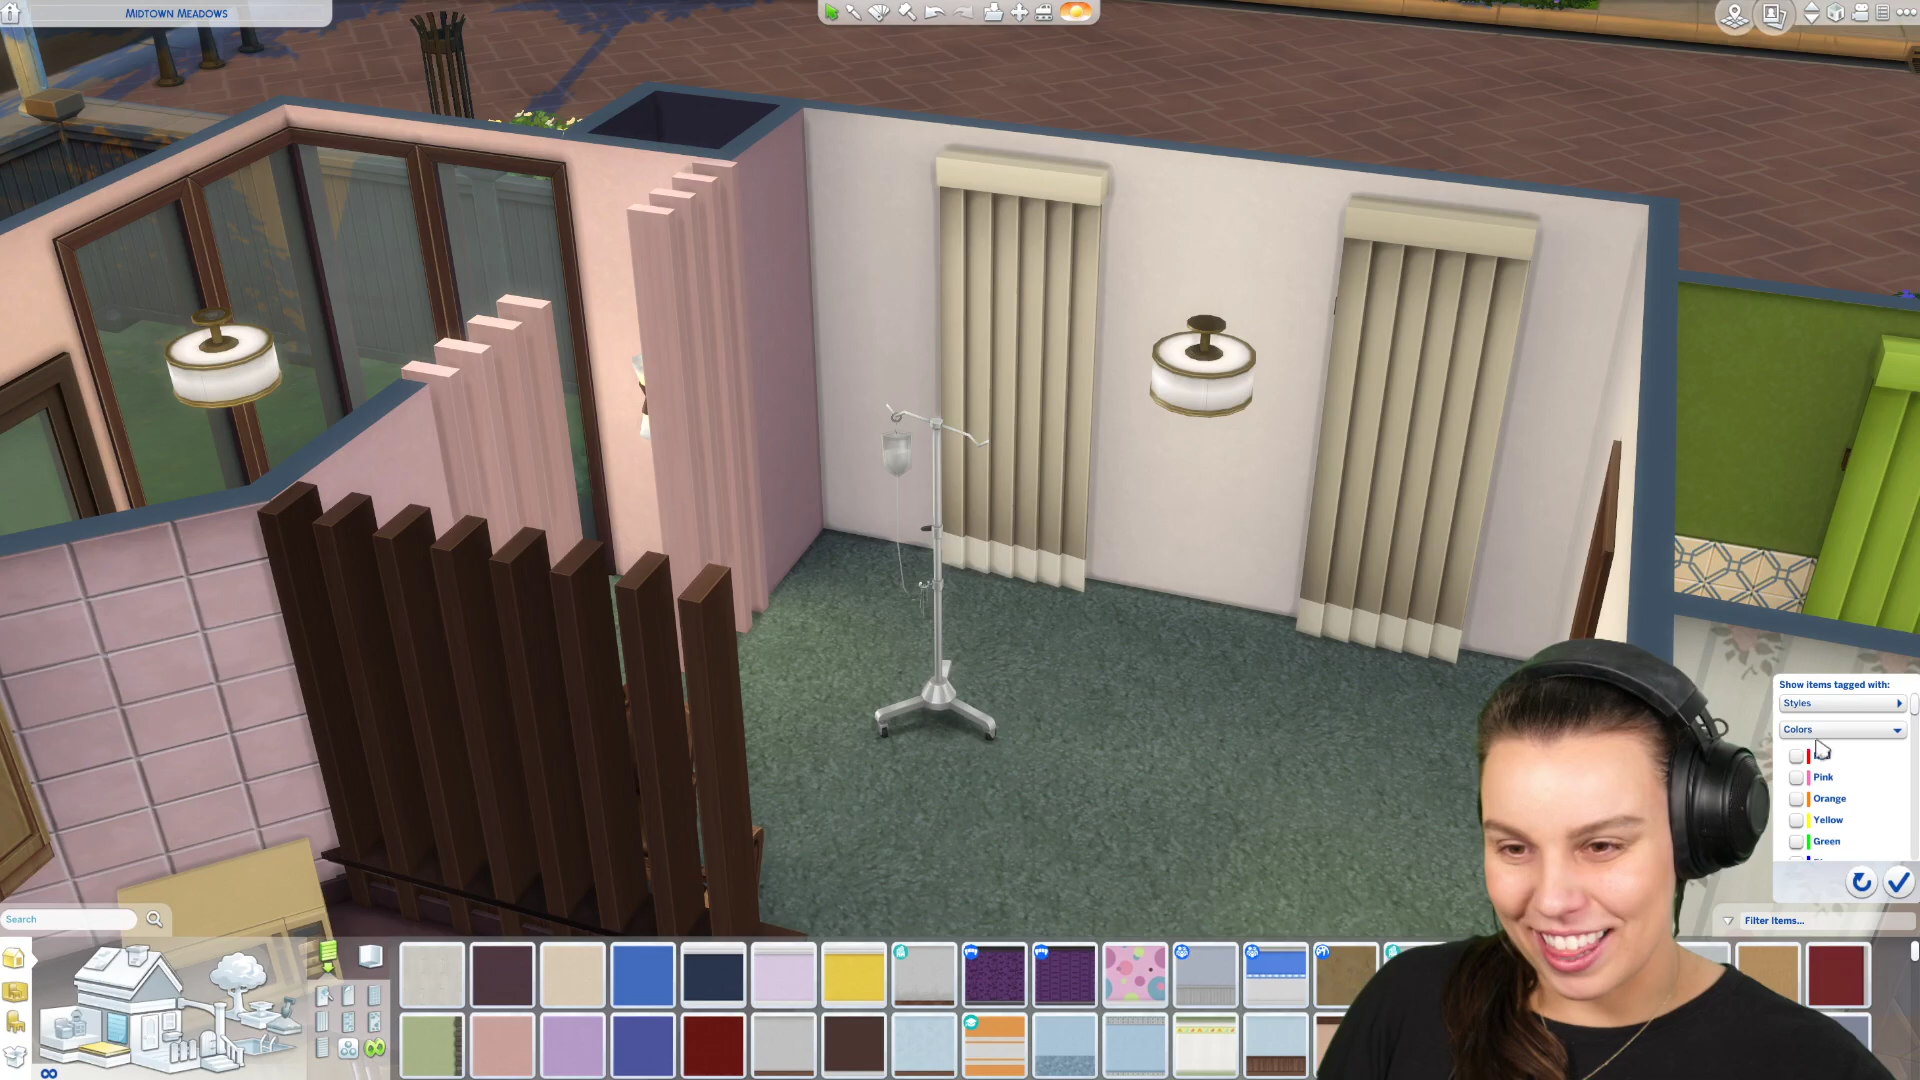 MIDTOWN MEADOWS
Show items tagged with:
Styles
Colors
Pink
Orange
Yellow
Green
Search
Filter Items...